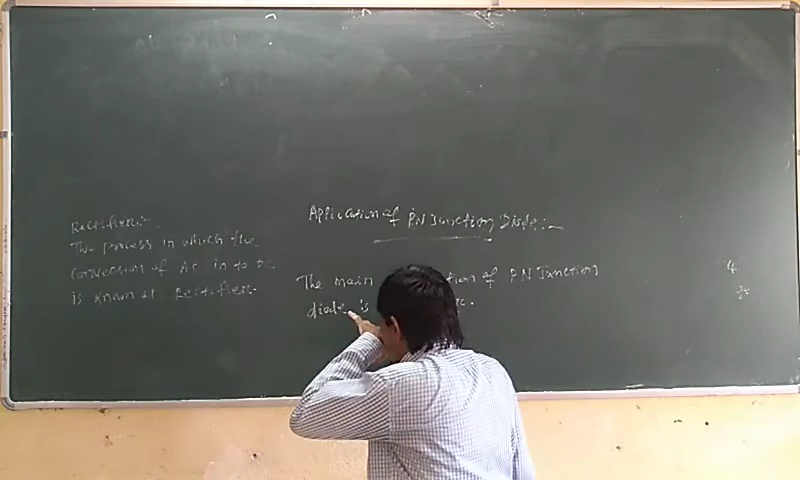 Rectifier:-
The process in which the
conversion of AC in to DC
is known as Rectifier.
Application of PN Junction Diode:-
The main tion of PN Junction
diode is